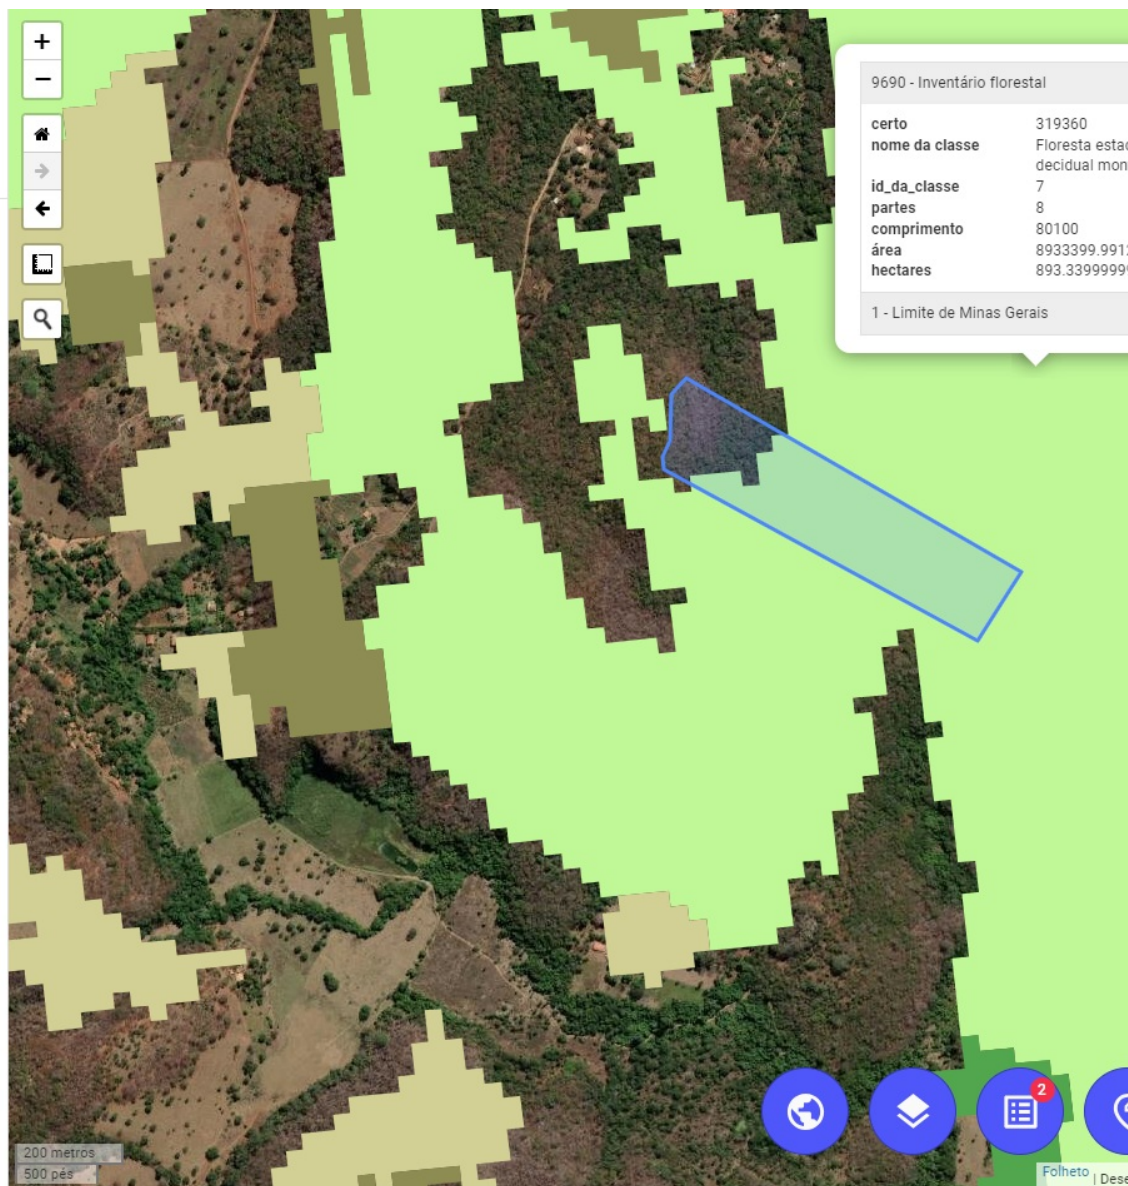 +
−
9690 - Inventário florestal
certo 319360
nome da classe Floresta estac
decidual mon
id_da_classe 7
partes 8
comprimento 80100
área 8933399.991
hectares 893.3399999
1 - Limite de Minas Gerais
2
200 metros
500 pés
Folheto | Dese